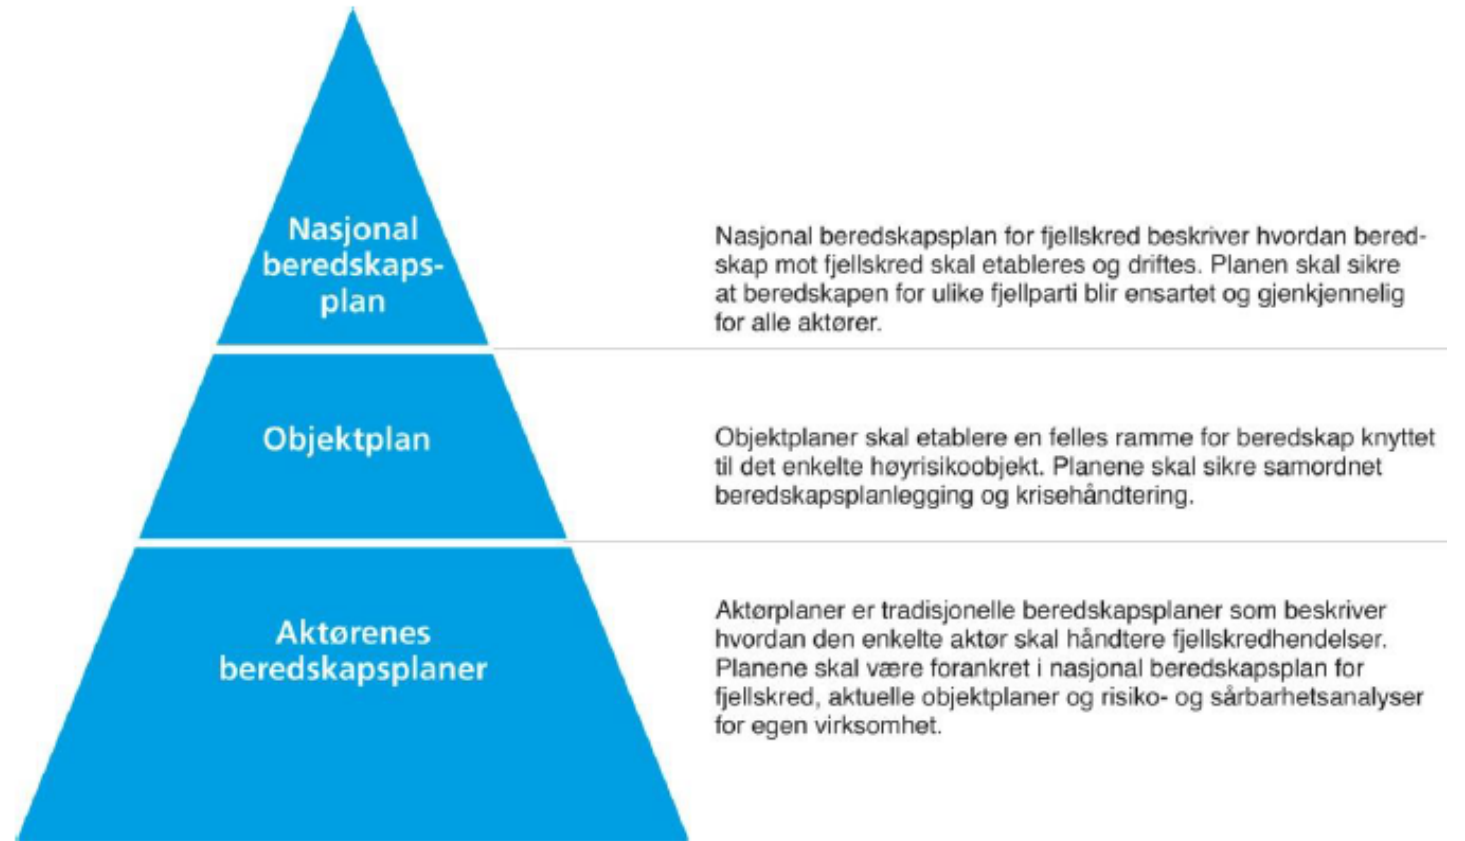 Nasjonal
beredskaps-
plan
Nasjonal beredskapsplan for fjellskred beskriver hvordan bered-
skap mot fjellskred skal etableres og driftes. Planen skal sikre
at beredskapen for ulike fjellparti blir ensartet og gjenkjennelig
for alle aktører.
Objektplan
Objektplaner skal etablere en felles ramme for beredskap knyttet
til det enkelte høyrisikoobjekt. Planene skal sikre samordnet
beredskapsplanlegging og krisehåndtering.
Aktørenes
beredskapsplaner
Aktørplaner er tradisjonelle beredskapsplaner som beskriver
hvordan den enkelte aktør skal håndtere fjellskredhendelser.
Planene skal være forankret i nasjonal beredskapsplan for
fjellskred, aktuelle objektplaner og risiko- og sårbarhetsanalyser
for egen virksomhet.